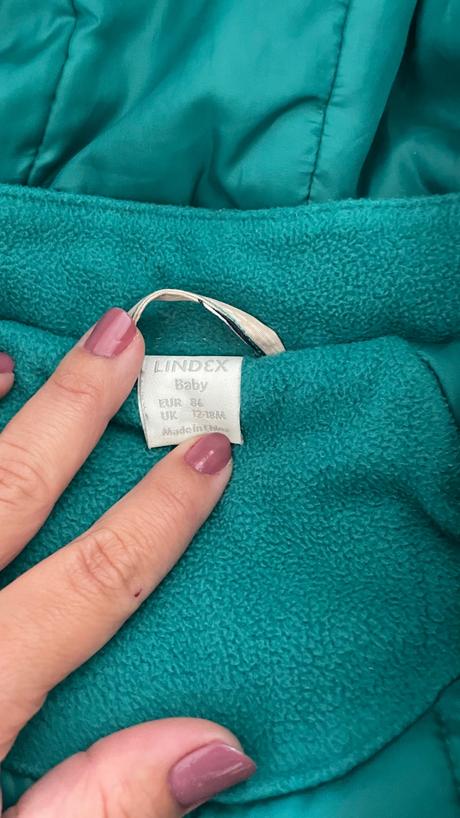 LINDEX
Baby
EUR 86
UK 12-18M
Made in China